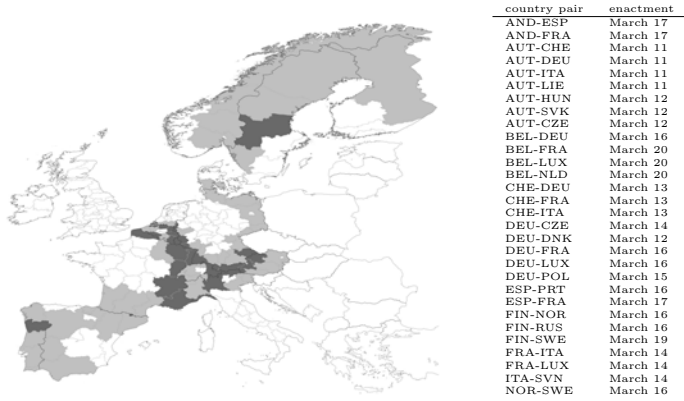 country pair enactment
AND-ESP March 17
AND-FRA March 17
AUT-CHE March 11
AUT-DEU March 11
AUT-ITA March 11
AUT-LIE March 11
AUT-HUN March 12
AUT-SVK March 12
AUT-CZE March 12
BEL-DEU March 16
BEL-FRA March 20
BEL-LUX March 20
BEL-NLD March 20
CHE-DEU March 13
CHE-FRA March 13
CHE-ITA March 13
DEU-CZE March 14
DEU-DNK March 12
DEU-FRA March 16
DEU-LUX March 16
DEU-POL March 15
ESP-PRT March 16
ESP-FRA March 17
FIN-NOR March 16
FIN-RUS March 16
FIN-SWE March 19
FRA-ITA March 14
FRA-LUX March 14
ITA-SVN March 14
NOR-SWE March 16